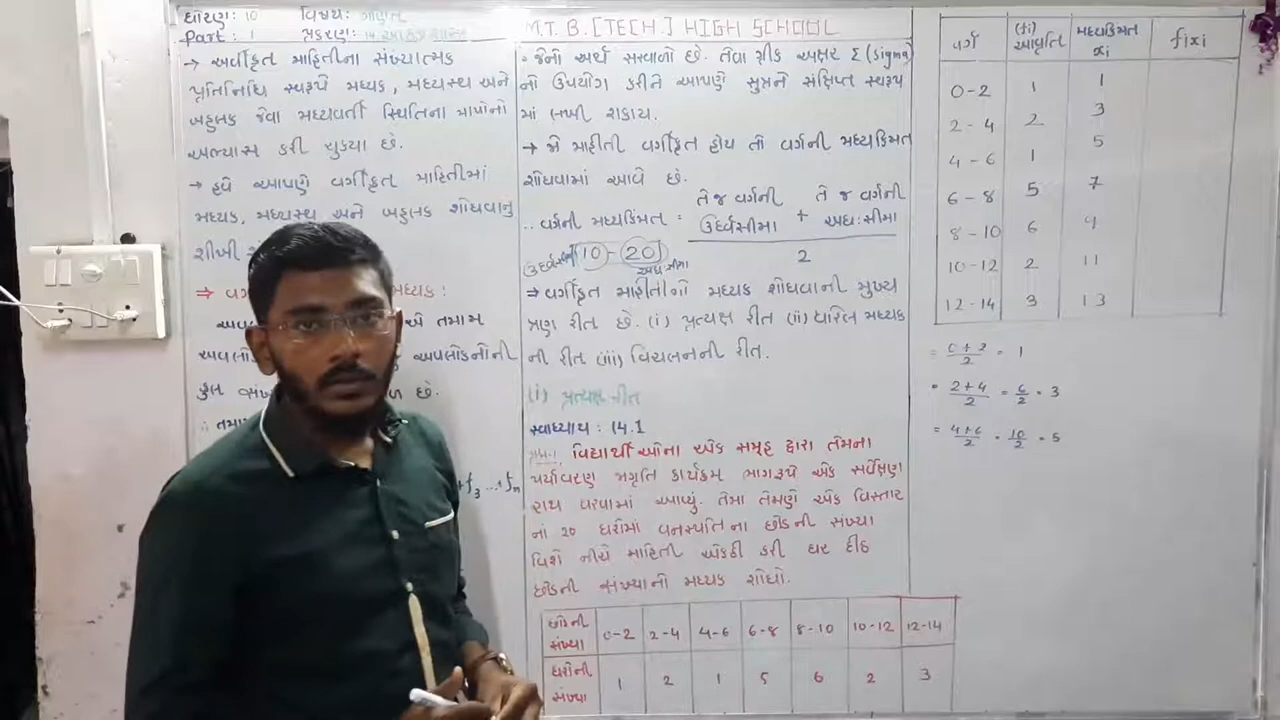 ધોરણ: 10 વિષય: ગણિત
Part: 1 પ્રકરણ: 14 આંકડાશાસ્ત્ર
M.T.B. [TECH.] HIGH SCHOOL
→ અવર્ગીકૃત માહિતીના સંખ્યાત્મક
પ્રતિનિધિ સ્વરૂપે મધ્યક, મધ્યસ્થ અને
બહુલક જેવા મધ્યવર્તી સ્થિતિના માપોનો
અભ્યાસ કરી ચુક્યા છે.
→ હવે આપણે વર્ગીકૃત માહિતીમાં
મધ્યક, મધ્યસ્થ અને બહુલક શોધવાનુ
શીખી
⇒ મધ્યક:
એ તમામ
અવલોકનોની
કુલ છે.
+f3 ...+fn
જેનો અર્થ સરવાળો છે. તેવા ગ્રીક અક્ષર Σ (sigma)
નો ઉપયોગ કરીને આપણે સુત્રને સંક્ષિપ્ત સ્વરૂપ
માં લખી શકાય.
→ જો માહીતી વર્ગીકૃત હોય તો વર્ગની મધ્યકિંમત
શોધવામાં આવે છે.
તે જ વર્ગની તે જ વર્ગની
∴ વર્ગની મધ્યકિંમત = ઉર્ધ્વસીમા + અધ:સીમા
2
10 - 20
અધ:સીમા
⇒ વર્ગીકૃત માહીતીનો મધ્યક શોધવાની મુખ્ય
ત્રણ રીત છે. (i) પ્રત્યક્ષ રીત (ii) ધારેલ મધ્યક
ની રીત (iii) વિચલનની રીત.
(i) પ્રત્યક્ષ રીત
સ્વાધ્યાય : 14.1
વિદ્યાર્થીઓના એક સમૂહ દ્વારા તેમના
પર્યાવરણ જાગૃતિ કાર્યક્રમ ભાગરૂપે એક સર્વેક્ષણ
હાથ ધરવામાં આવ્યું. તેમા તેમણે એક વિસ્તાર
નાં 20 ઘરોમાં વનસ્પતિના છોડની સંખ્યા
વિશે નીચે માહિતી એકઠી કરી ઘર દીઠ
છોડની સંખ્યાનો મધ્યક શોધો.
છોડની સંખ્યા 0-2 2-4 4-6 6-8 8-10 10-12 12-14
ઘરોની સંખ્યા 1 2 1 5 6 2 3
વર્ગ (fi) આવૃતિ મધ્યકિંમત xi fixi
0-2 1 1
2-4 2 3
4-6 1 5
6-8 5 7
8-10 6 9
10-12 2 11
12-14 3 13
= 0+2/2 = 1
= 2+4/2 = 6/2 = 3
= 4+6/2 = 10/2 = 5